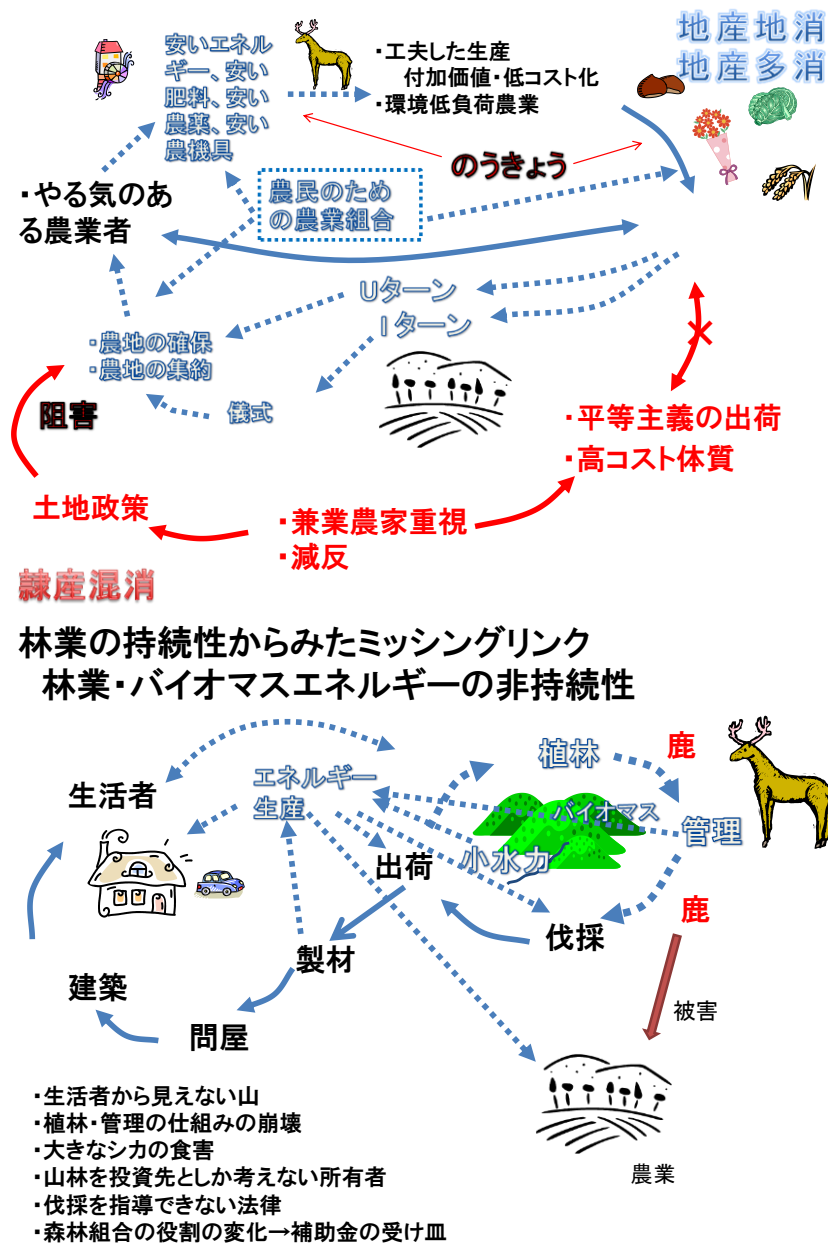 地産地消
地産多消
安いエネル
ギー、安い
肥料、安い
農薬、安い
農機具
・工夫した生産
付加価値・低コスト化
・環境低負荷農業
のうきょう
・やる気のあ
る農業者
農民のため
の農業組合
Uターン
Iターン
・農地の確保
・農地の集約
阻害
儀式
・平等主義の出荷
・高コスト体質
土地政策
・兼業農家重視
・減反
隷産混消
林業の持続性からみたミッシングリンク
林業・バイオマスエネルギーの非持続性
植林
鹿
生活者
エネルギー
生産
バイオマス
管理
出荷
小水力
鹿
伐採
製材
建築
被害
問屋
農業
・生活者から見えない山
・植林・管理の仕組みの崩壊
・大きなシカの食害
・山林を投資先としか考えない所有者
・伐採を指導できない法律
・森林組合の役割の変化→補助金の受け皿